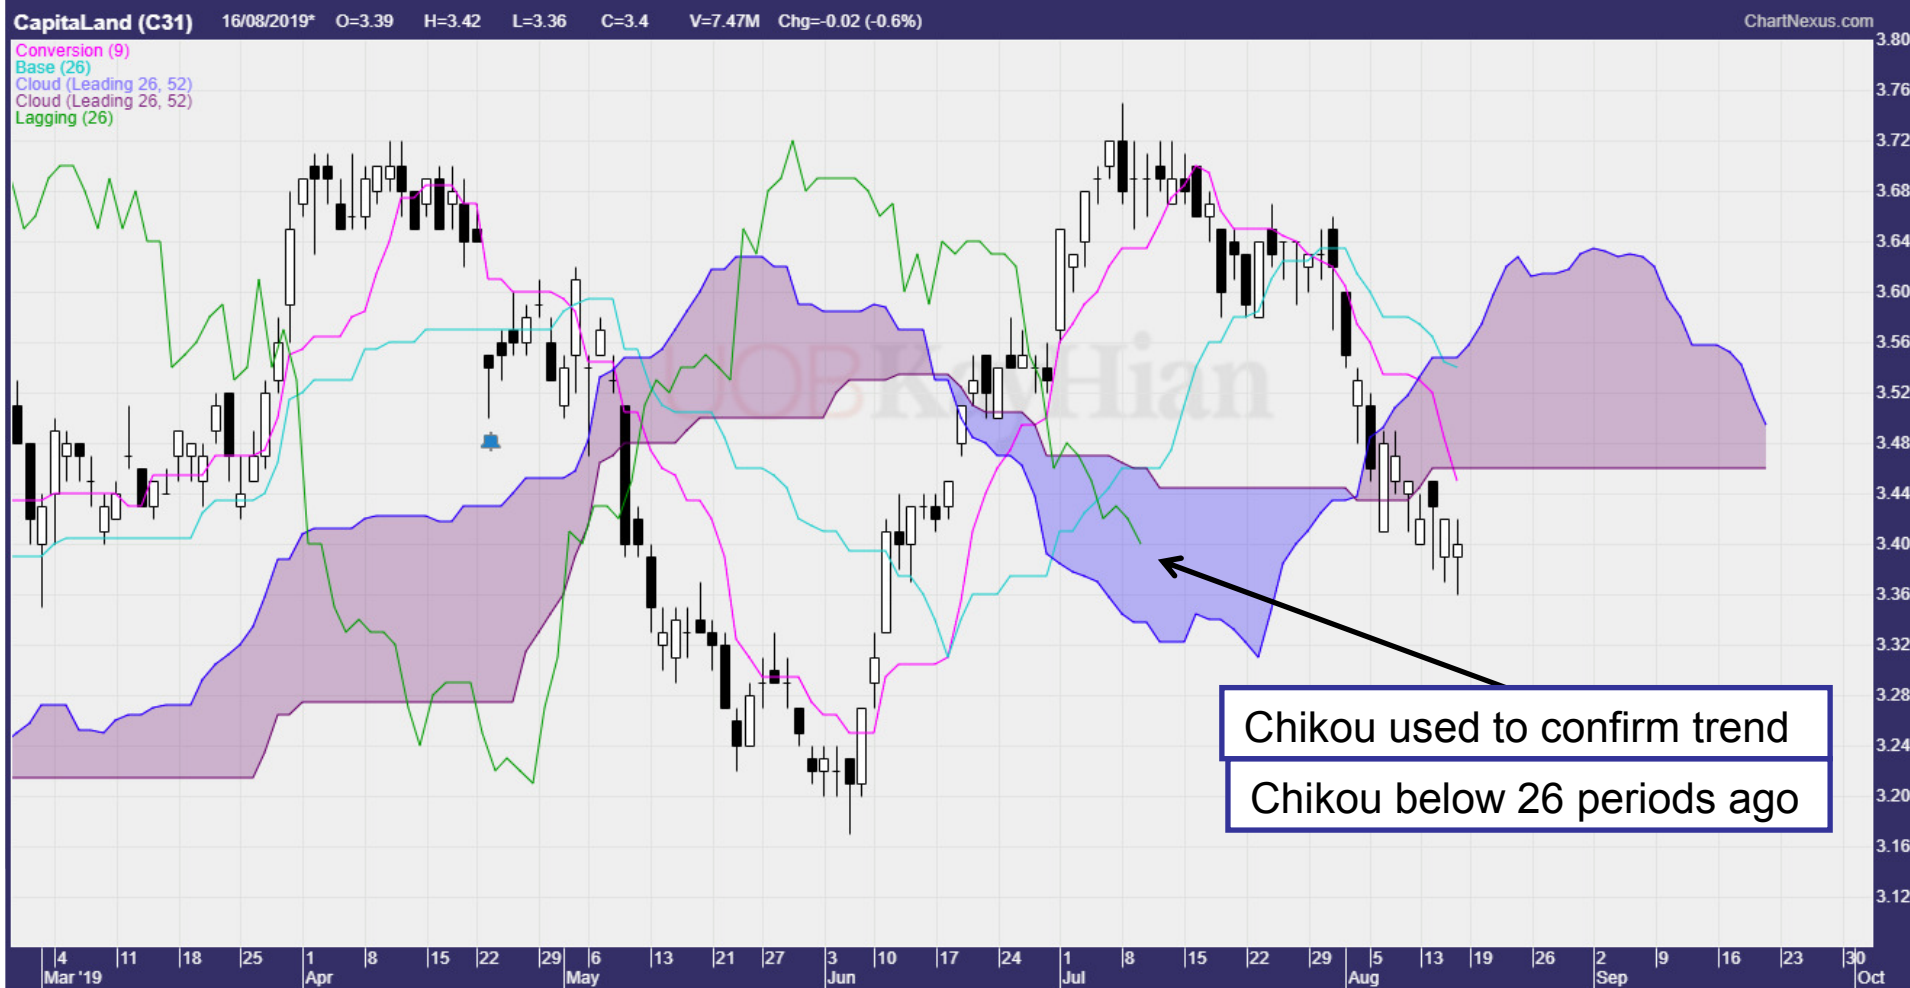 CapitaLand (C31) 16/08/2019* O=3.39 H=3.42 L=3.36 C=3.4 V=7.47M Chg=-0.02 (-0.6%) ChartNexus.com
Conversion (9)
Base (26)
Cloud (Leading 26, 52)
Cloud (Leading 26, 52)
Lagging (26)
3.80
3.76
3.72
3.68
3.64
3.60
3.56
3.52
3.48
3.44
3.40
3.36
3.32
3.28
3.24
3.20
3.16
3.12
UOBKayHian
Chikou used to confirm trend
Chikou below 26 periods ago
4 11 18 25 1 8 15 22 29 6 13 21 27 3 10 17 24 1 8 15 22 29 5 13 19 26 2 9 16 23 30
Mar '19 Apr May Jun Jul Aug Sep Oct